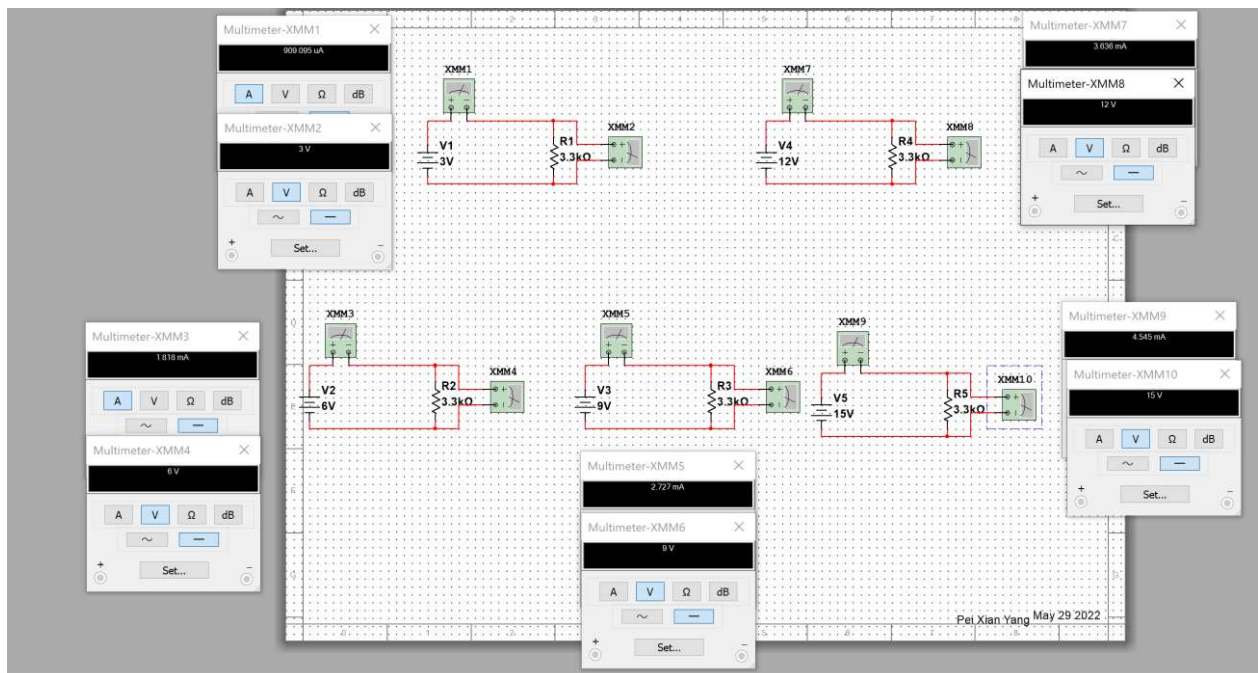 Multimeter-XMM1
909.095 uA
A V Ω dB
Multimeter-XMM2
3 V
A V Ω dB
~ —
+ Set... –
XMM1
XMM2
V1
3V
R1
3.3kΩ
XMM7
XMM8
V4
12V
R4
3.3kΩ
Multimeter-XMM7
3.636 mA
Multimeter-XMM8
12 V
A V Ω dB
~ —
+ Set... –
Multimeter-XMM3
1.818 mA
A V Ω dB
~ —
Multimeter-XMM4
6 V
A V Ω dB
~ —
+ Set... –
XMM3
XMM4
V2
6V
R2
3.3kΩ
XMM5
XMM6
V3
9V
R3
3.3kΩ
XMM9
XMM10
V5
15V
R5
3.3kΩ
Multimeter-XMM9
4.545 mA
Multimeter-XMM10
15 V
A V Ω dB
~ —
+ Set... –
Multimeter-XMM5
2.727 mA
Multimeter-XMM6
9 V
A V Ω dB
~ —
+ Set... –
Pei Xian Yang May 29 2022